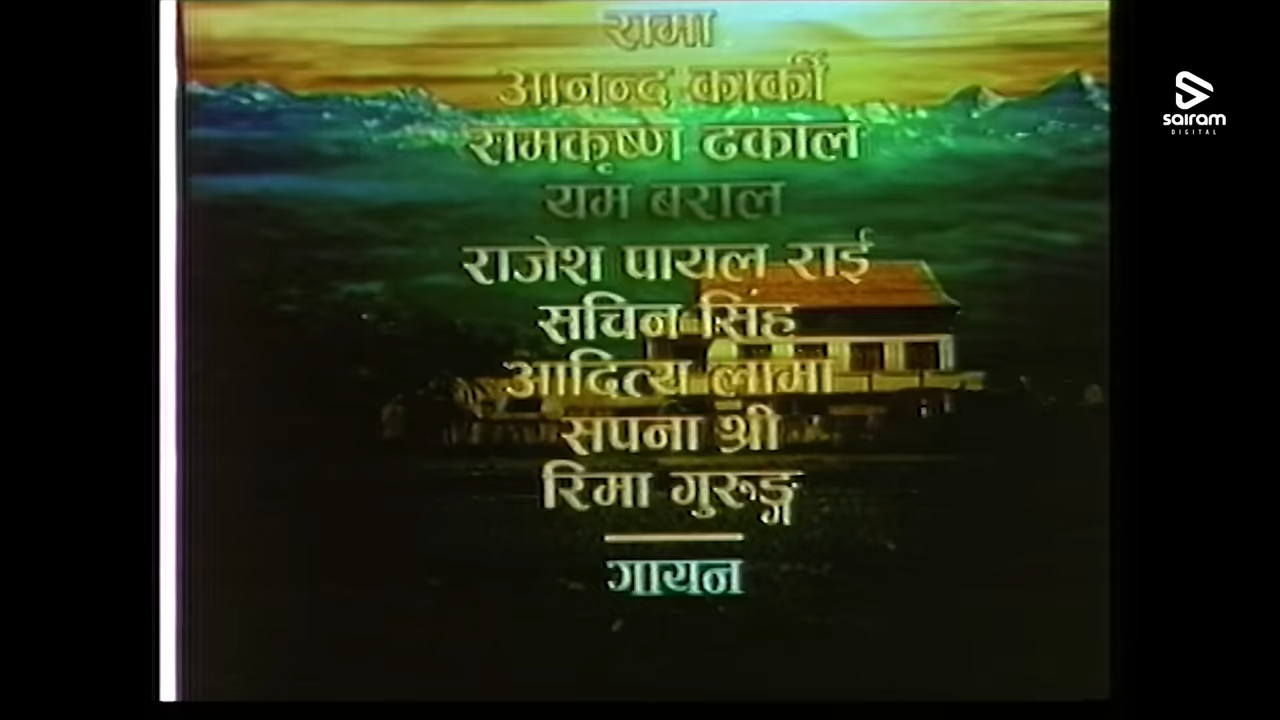 रामा
आनन्द कार्की
रामकृष्ण ढकाल
यम बराल
राजेश पायल राई
सचिन सिंह
आदित्य लामा
सपना श्री
रिमा गुरुङ्ग
गायन
sairam
DIGITAL